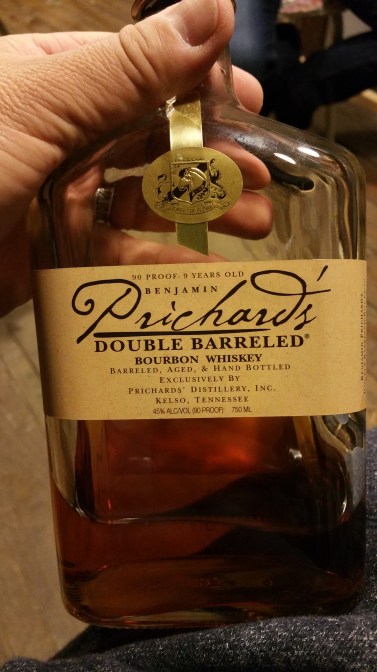 90 PROOF- 9 YEARS OLD
BENJAMIN
Prichard's
DOUBLE BARRELED®
BOURBON WHISKEY
BARRELED, AGED, & HAND BOTTLED
EXCLUSIVELY BY
PRICHARDS' DISTILLERY, INC.
KELSO, TENNESSEE
45% ALC/VOL (90 PROOF) 750 ML